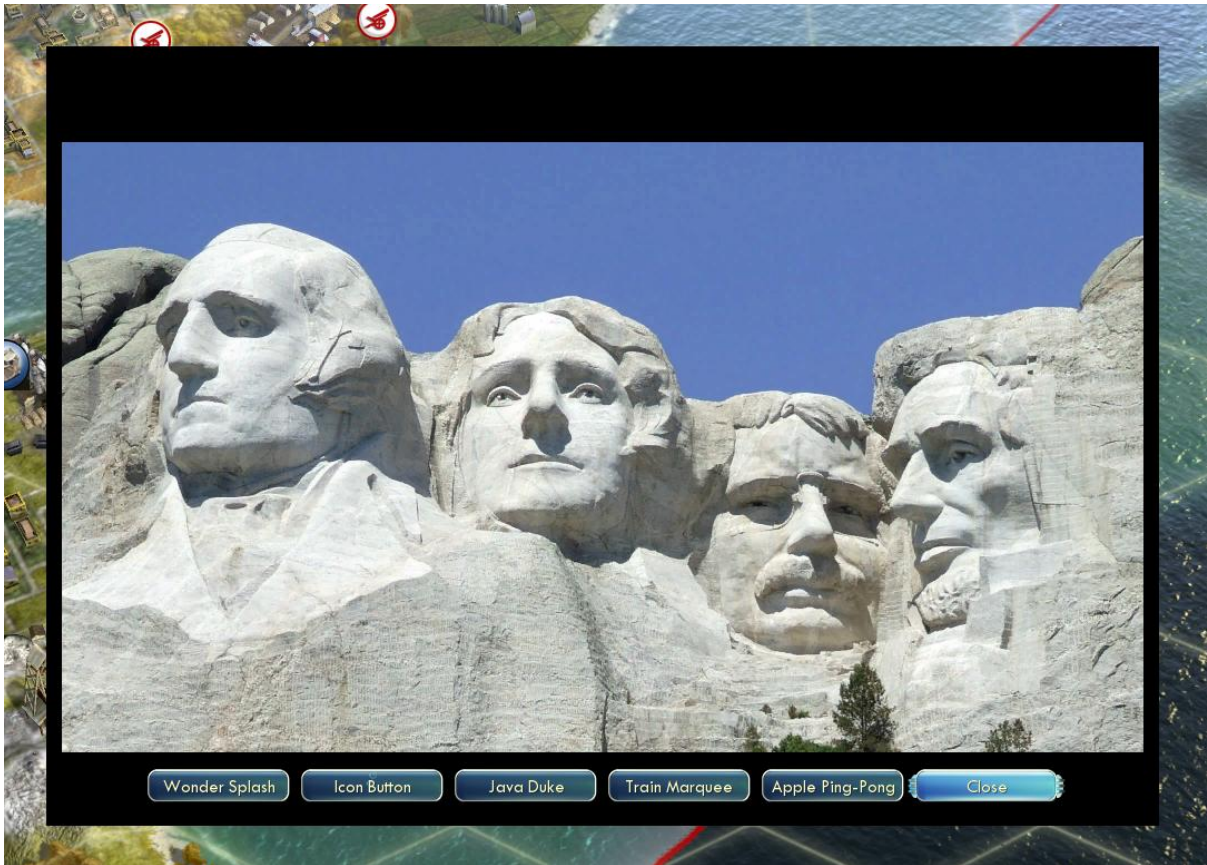 Wonder Splash
Icon Button
Java Duke
Train Marquee
Apple Ping-Pong
Close